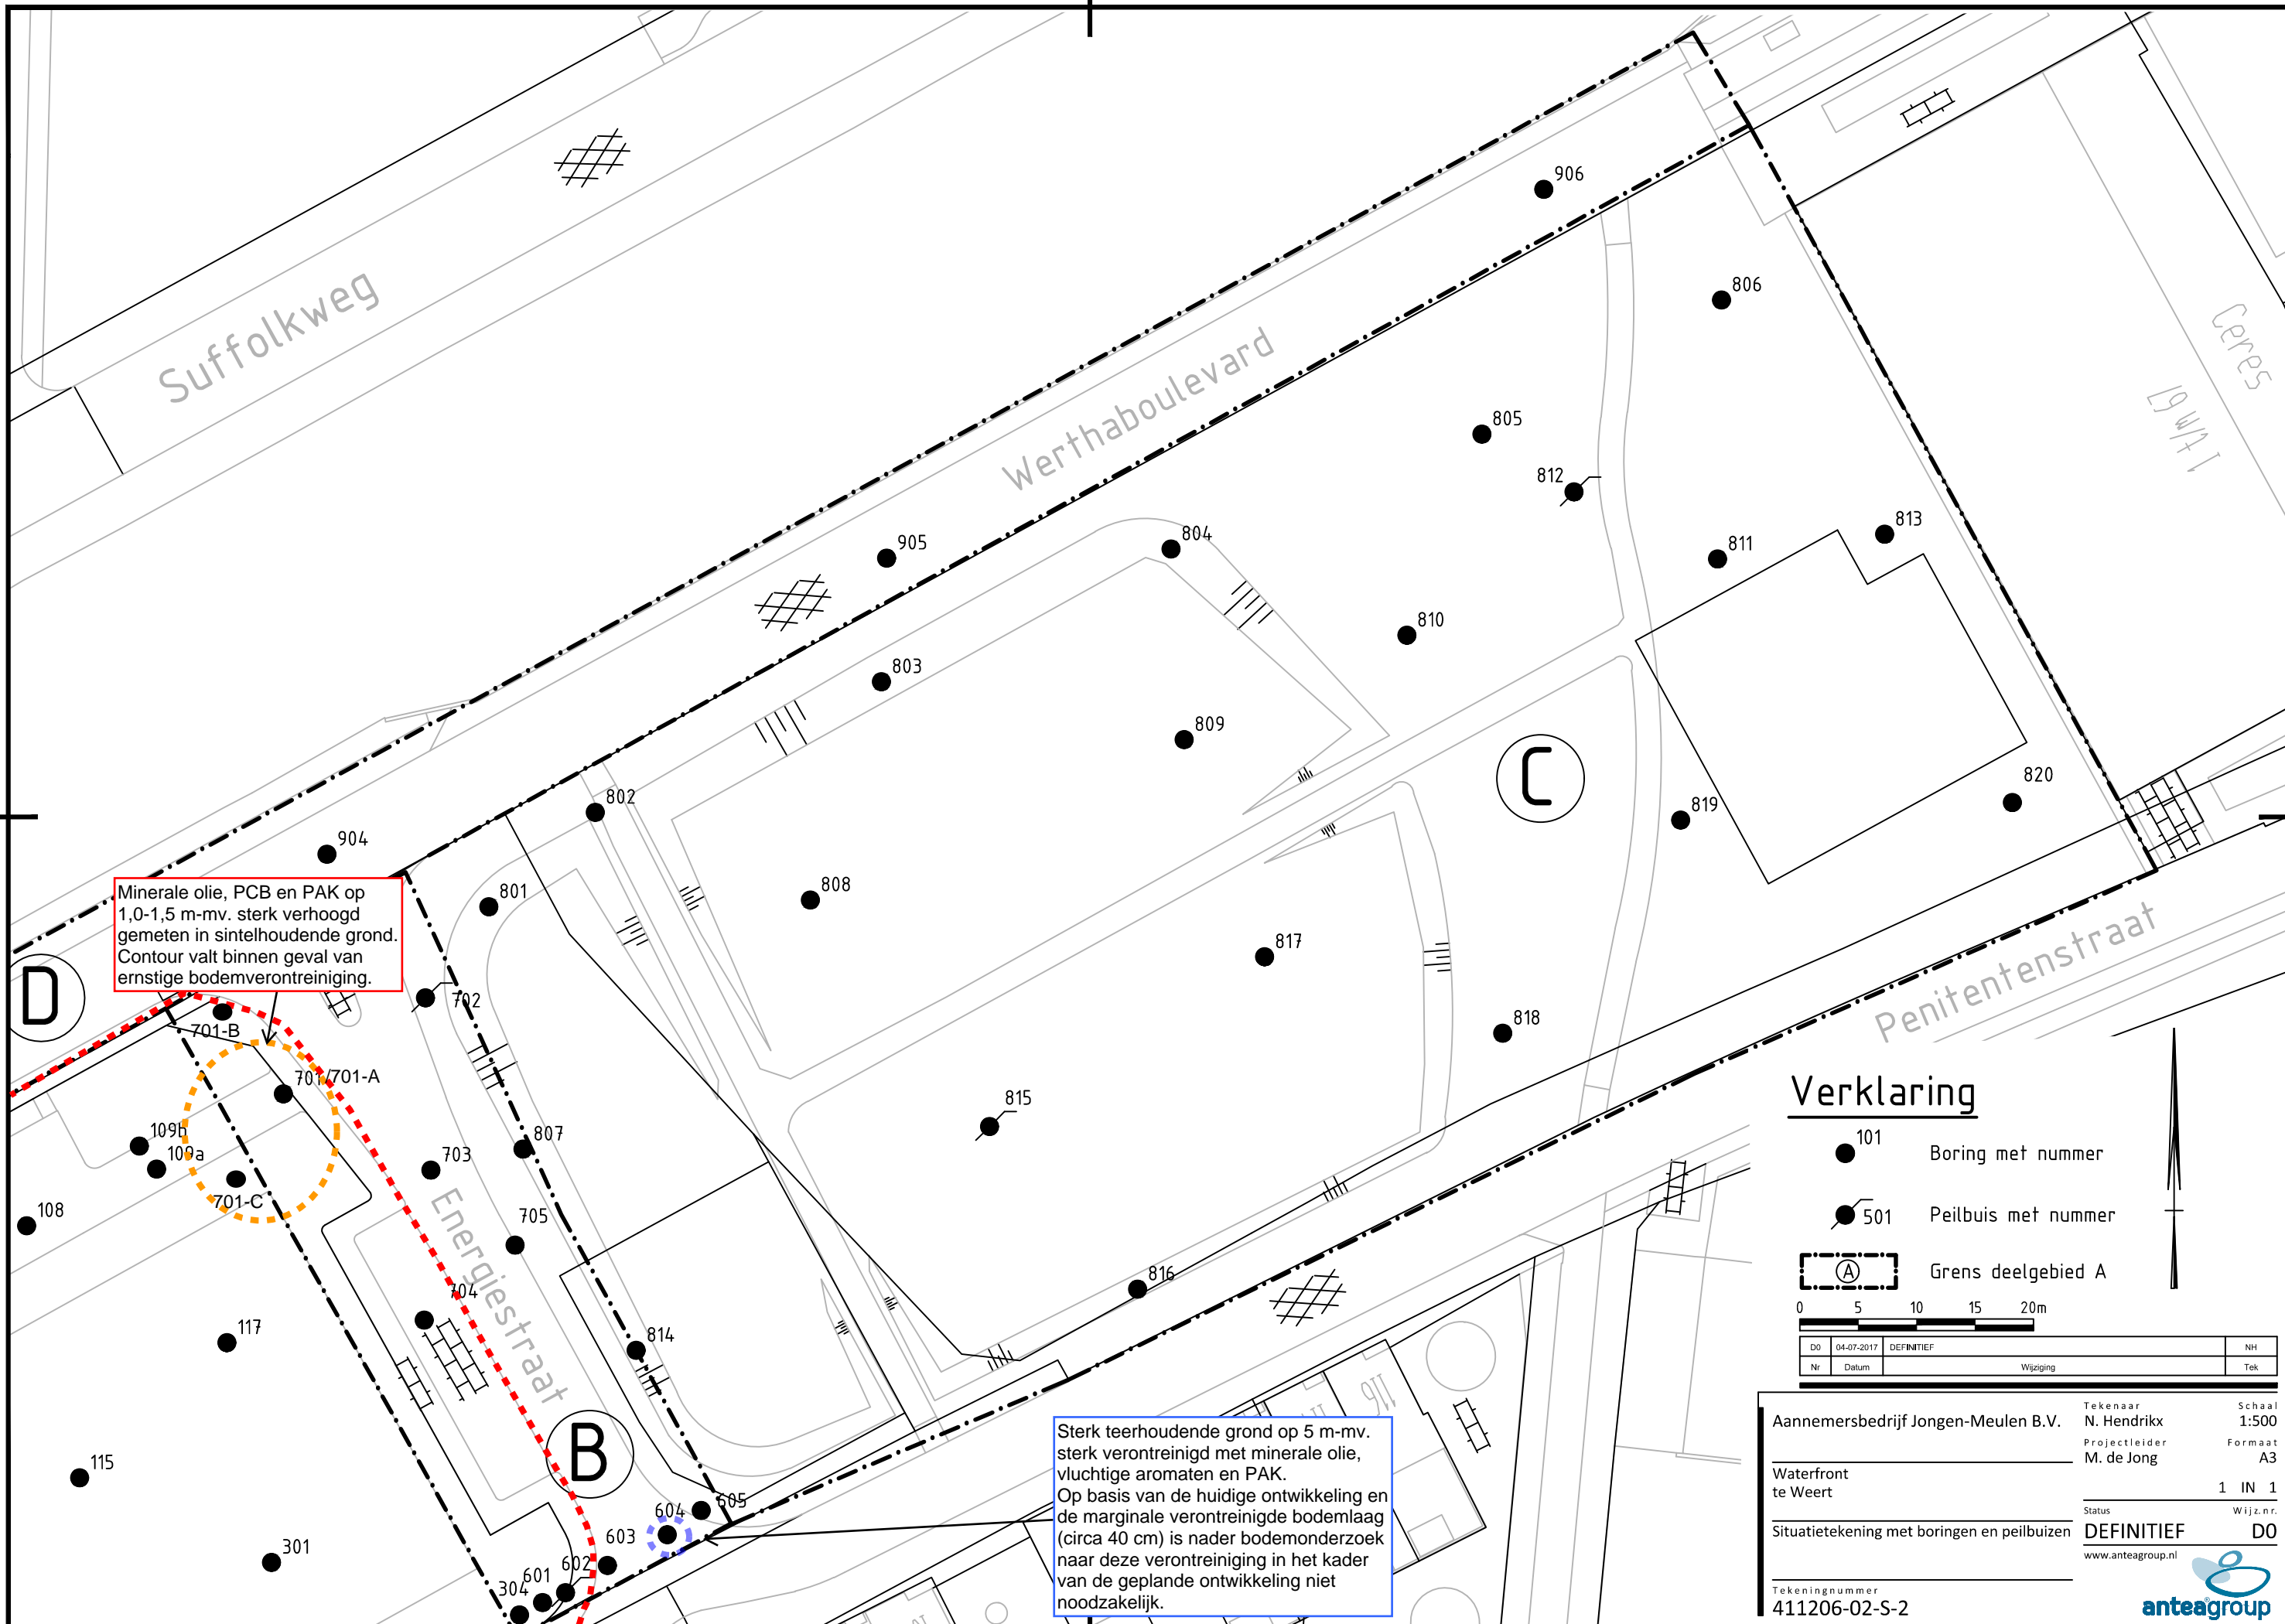 Suffolkweg
Werthaboulevard
Ceres
906
806
805
812
813
811
905
804
810
803
809
C
802
820
819
904
801
808
Minerale olie, PCB en PAK op
1,0-1,5 m-mv. sterk verhoogd
gemeten in sintelhoudende grond.
Contour valt binnen geval van
ernstige bodemverontreiniging.
D
702
817
818
Penitentenstraat
701-B
701/701-A
109b
109a
701-C
108
703
807
705
815
Energiestraat
704
816
117
814
B
115
301
304
601
602
603
604
605
116
Sterk teerhoudende grond op 5 m-mv.
sterk verontreinigd met minerale olie,
vluchtige aromaten en PAK.
Op basis van de huidige ontwikkeling en
de marginale verontreinigde bodemlaag
(circa 40 cm) is nader bodemonderzoek
naar deze verontreiniging in het kader
van de geplande ontwikkeling niet
noodzakelijk.
Verklaring
101 Boring met nummer
501 Peilbuis met nummer
A Grens deelgebied A
0 5 10 15 20m
D0 04-07-2017 DEFINITIEF NH
Nr Datum Wijziging Tek
Aannemersbedrijf Jongen-Meulen B.V.
Waterfront
te Weert
Situatietekening met boringen en peilbuizen
Tekeningnummer
411206-02-S-2
Tekenaar Schaal
N. Hendrikx 1:500
Projectleider Formaat
M. de Jong A3
1 IN 1
Status Wijz.nr.
DEFINITIEF D0
www.anteagroup.nl
anteagroup